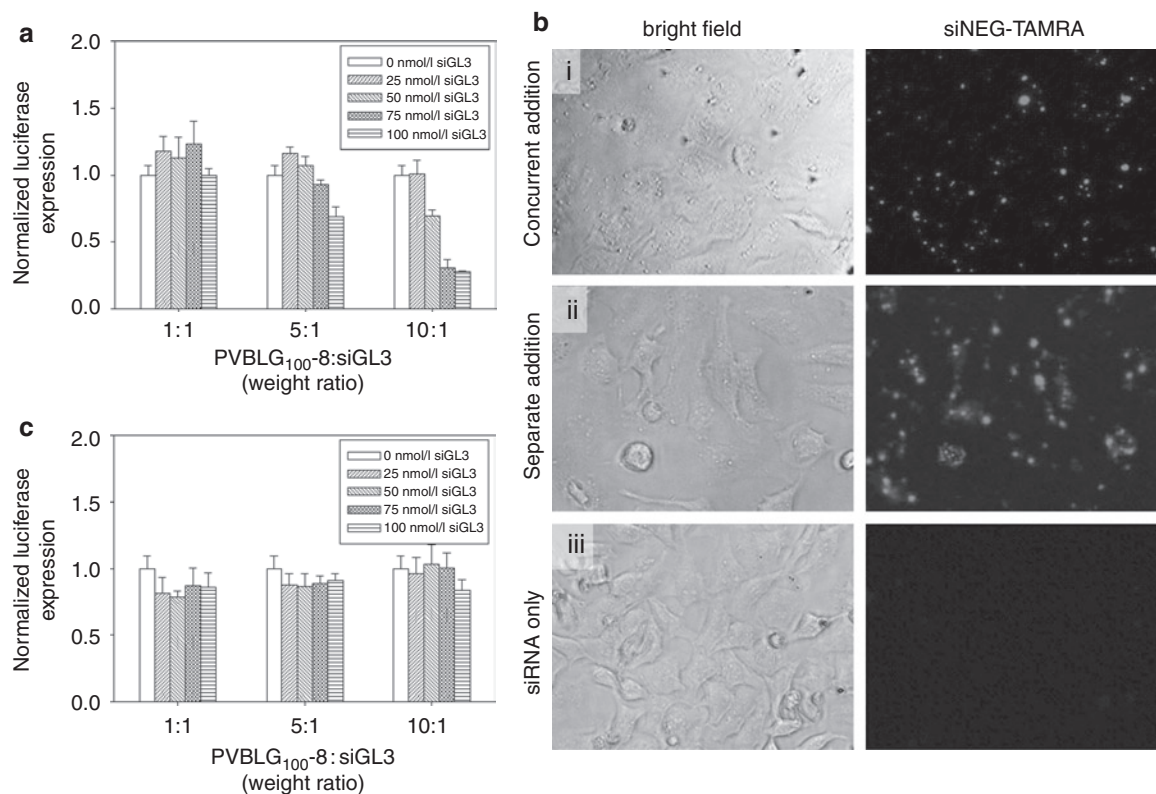 a
2.0
1.5
1.0
0.5
0.0
Normalized luciferase
expression
0 nmol/l siGL3
25 nmol/l siGL3
50 nmol/l siGL3
75 nmol/l siGL3
100 nmol/l siGL3
1:1
5:1
10:1
PVBLG100-8:siGL3
(weight ratio)
b
bright field
siNEG-TAMRA
Concurrent addition
i
Separate addition
ii
siRNA only
iii
c
2.0
1.5
1.0
0.5
0.0
Normalized luciferase
expression
0 nmol/l siGL3
25 nmol/l siGL3
50 nmol/l siGL3
75 nmol/l siGL3
100 nmol/l siGL3
1:1
5:1
10:1
PVBLG100-8:siGL3
(weight ratio)